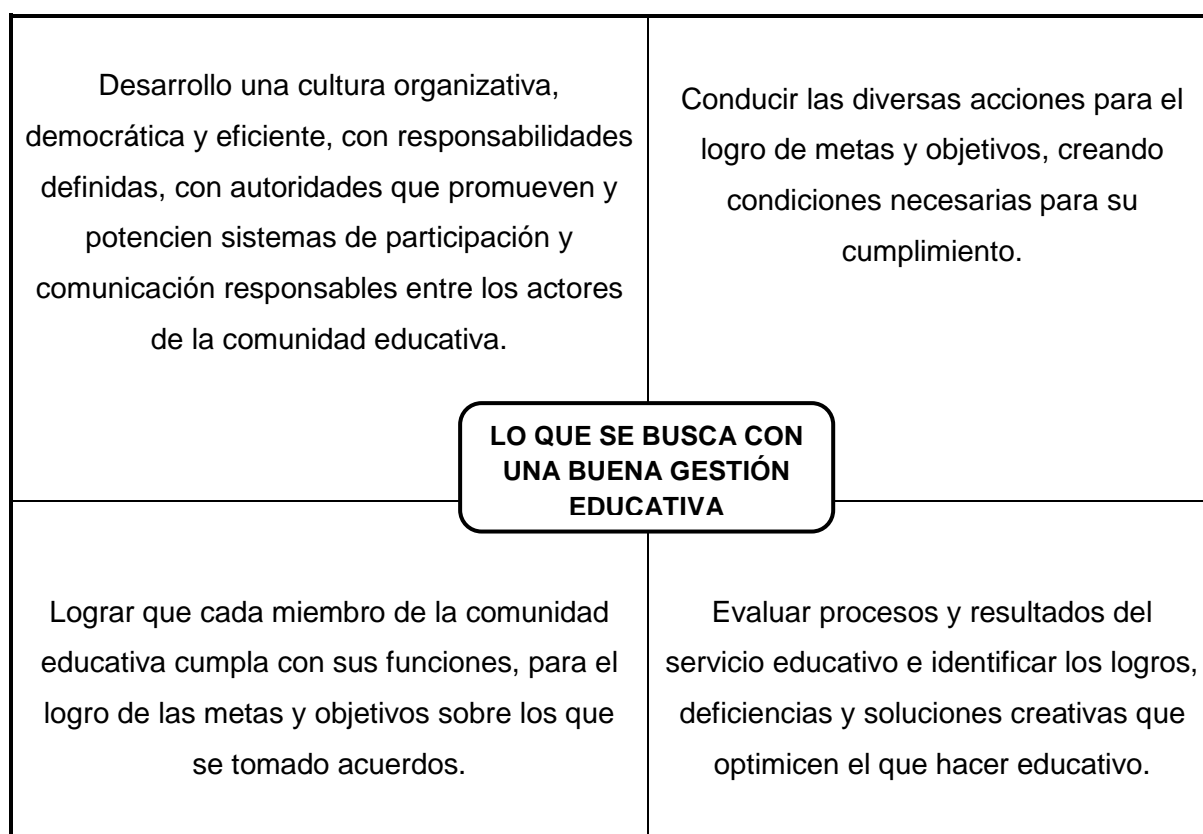 Desarrollo una cultura organizativa,
democrática y eficiente, con responsabilidades
definidas, con autoridades que promueven y
potencien sistemas de participación y
comunicación responsables entre los actores
de la comunidad educativa.
Conducir las diversas acciones para el
logro de metas y objetivos, creando
condiciones necesarias para su
cumplimiento.
LO QUE SE BUSCA CON
UNA BUENA GESTIÓN
EDUCATIVA
Lograr que cada miembro de la comunidad
educativa cumpla con sus funciones, para el
logro de las metas y objetivos sobre los que
se tomado acuerdos.
Evaluar procesos y resultados del
servicio educativo e identificar los logros,
deficiencias y soluciones creativas que
optimicen el que hacer educativo.